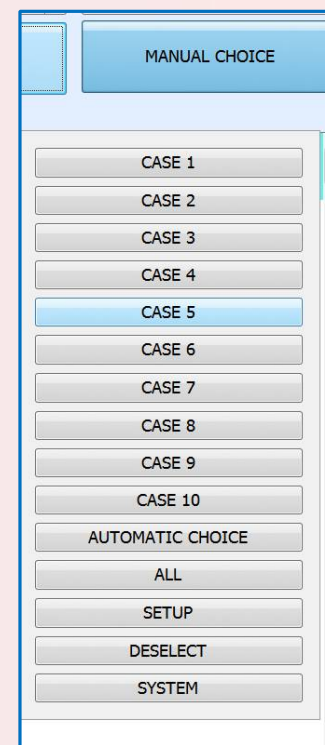 MANUAL CHOICE
CASE 1
CASE 2
CASE 3
CASE 4
CASE 5
CASE 6
CASE 7
CASE 8
CASE 9
CASE 10
AUTOMATIC CHOICE
ALL
SETUP
DESELECT
SYSTEM